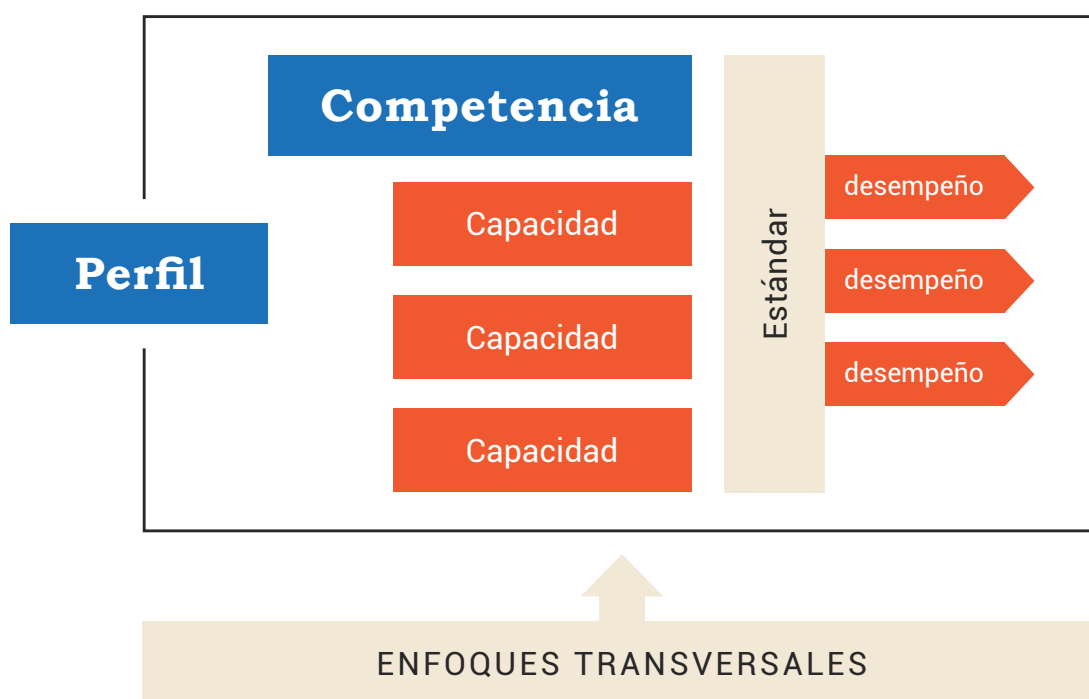 Competencia
Perfil
Capacidad
Capacidad
Capacidad
Estándar
desempeño
desempeño
desempeño
ENFOQUES TRANSVERSALES